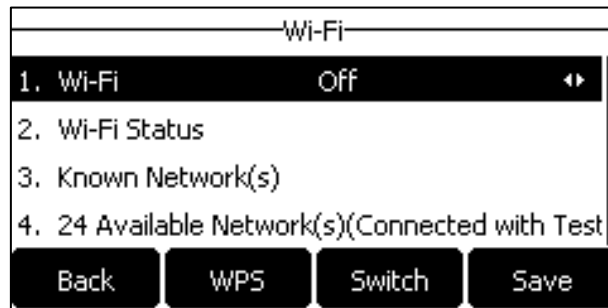 Wi-Fi
1. Wi-Fi Off
2. Wi-Fi Status
3. Known Network(s)
4. 24 Available Network(s)(Connected with Test
Back WPS Switch Save